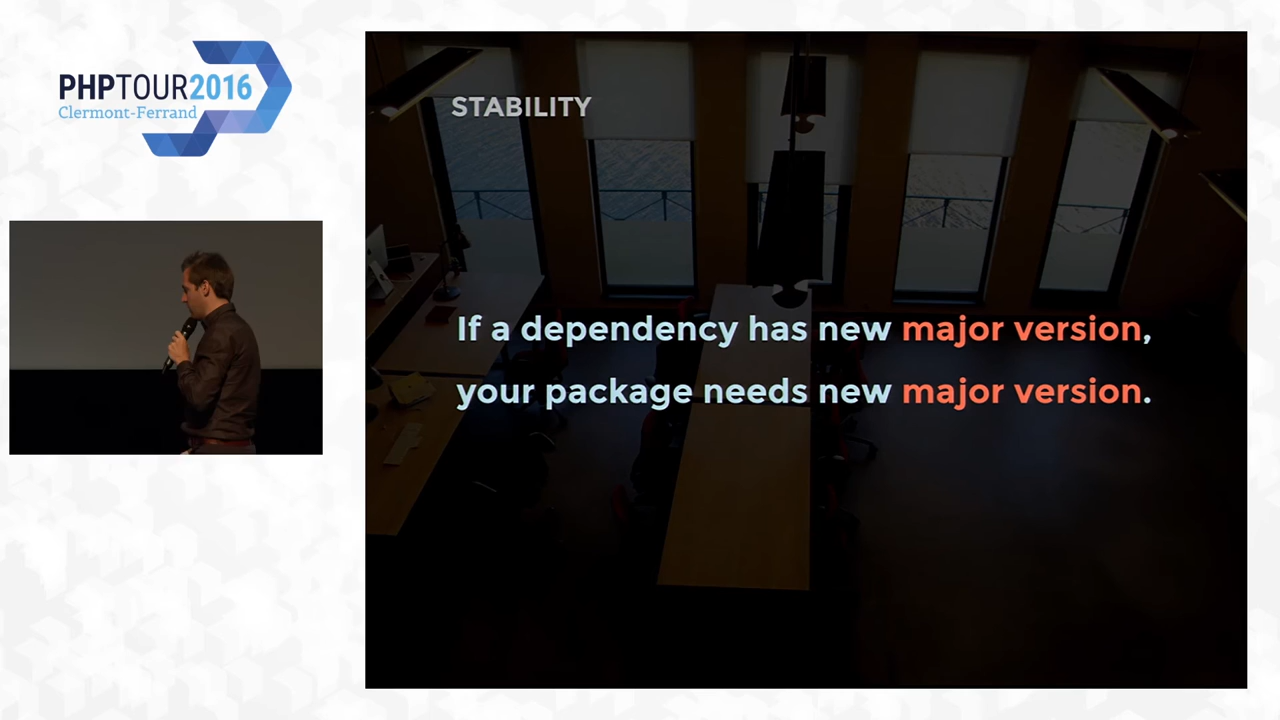 PHPTOUR2016
Clermont-Ferrand
STABILITY
If a dependency has new major version,
your package needs new major version.